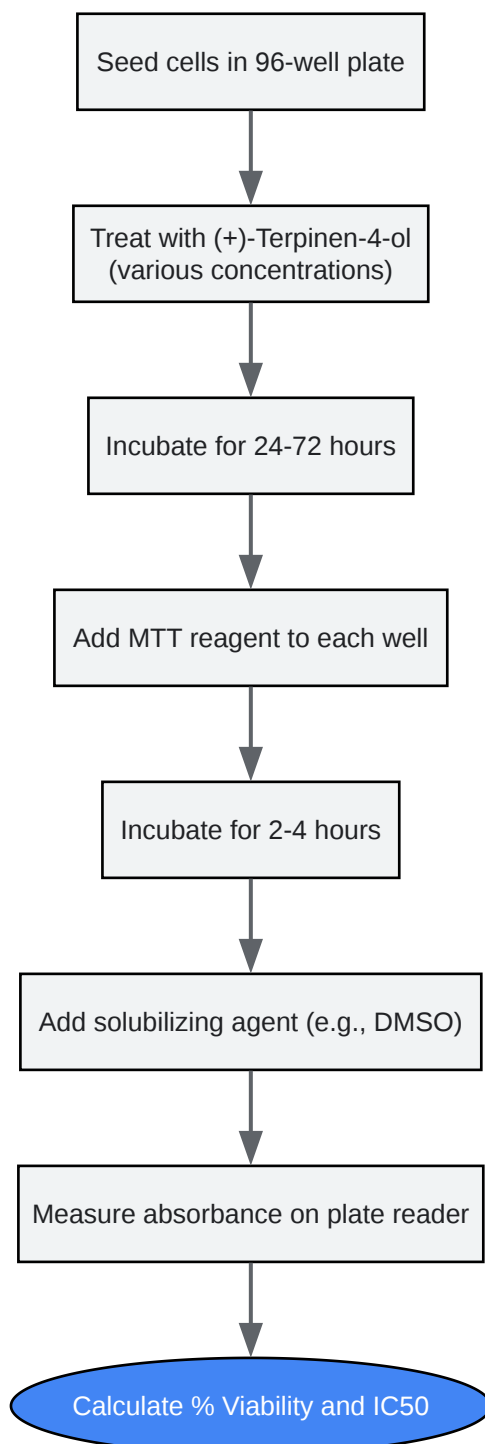 Seed cells in 96-well plate
Treat with (+)-Terpinen-4-ol
(various concentrations)
Incubate for 24-72 hours
Add MTT reagent to each well
Incubate for 2-4 hours
Add solubilizing agent (e.g., DMSO)
Measure absorbance on plate reader
Calculate % Viability and IC50